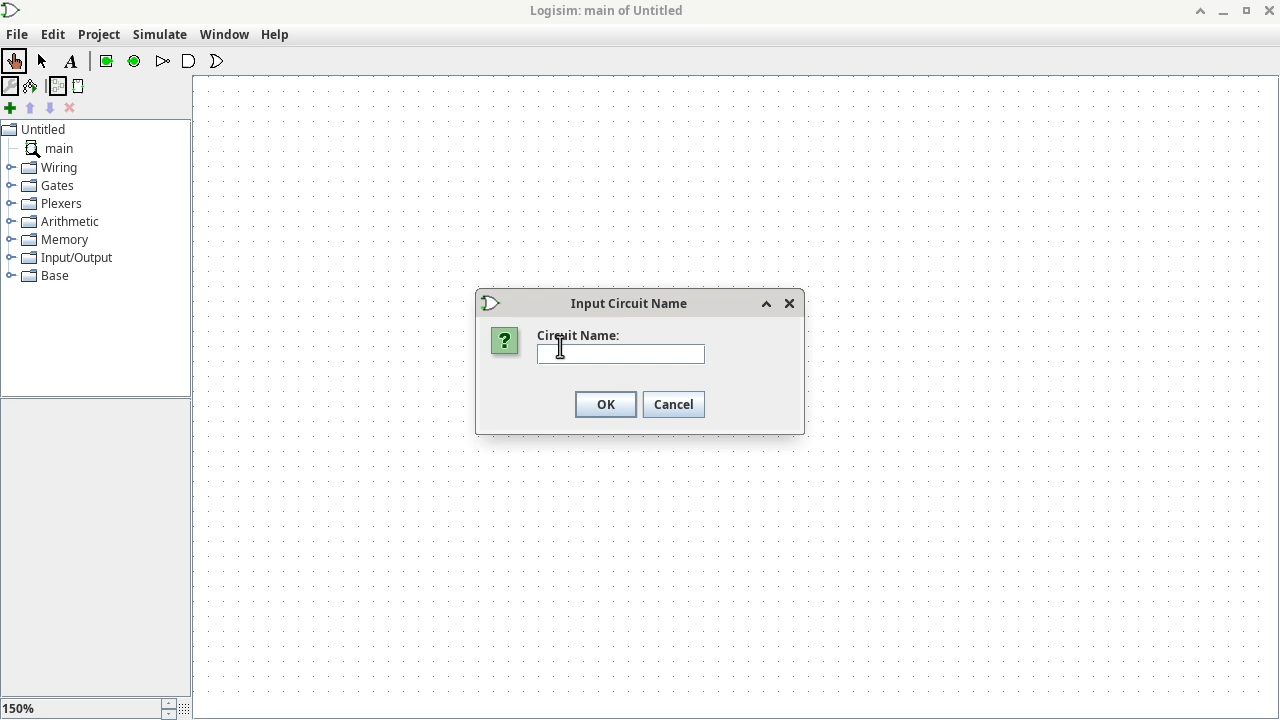 Logisim: main of Untitled
File Edit Project Simulate Window Help
A
Untitled
main
Wiring
Gates
Plexers
Arithmetic
Memory
Input/Output
Base
Input Circuit Name
?
Circuit Name:
OK Cancel
150%